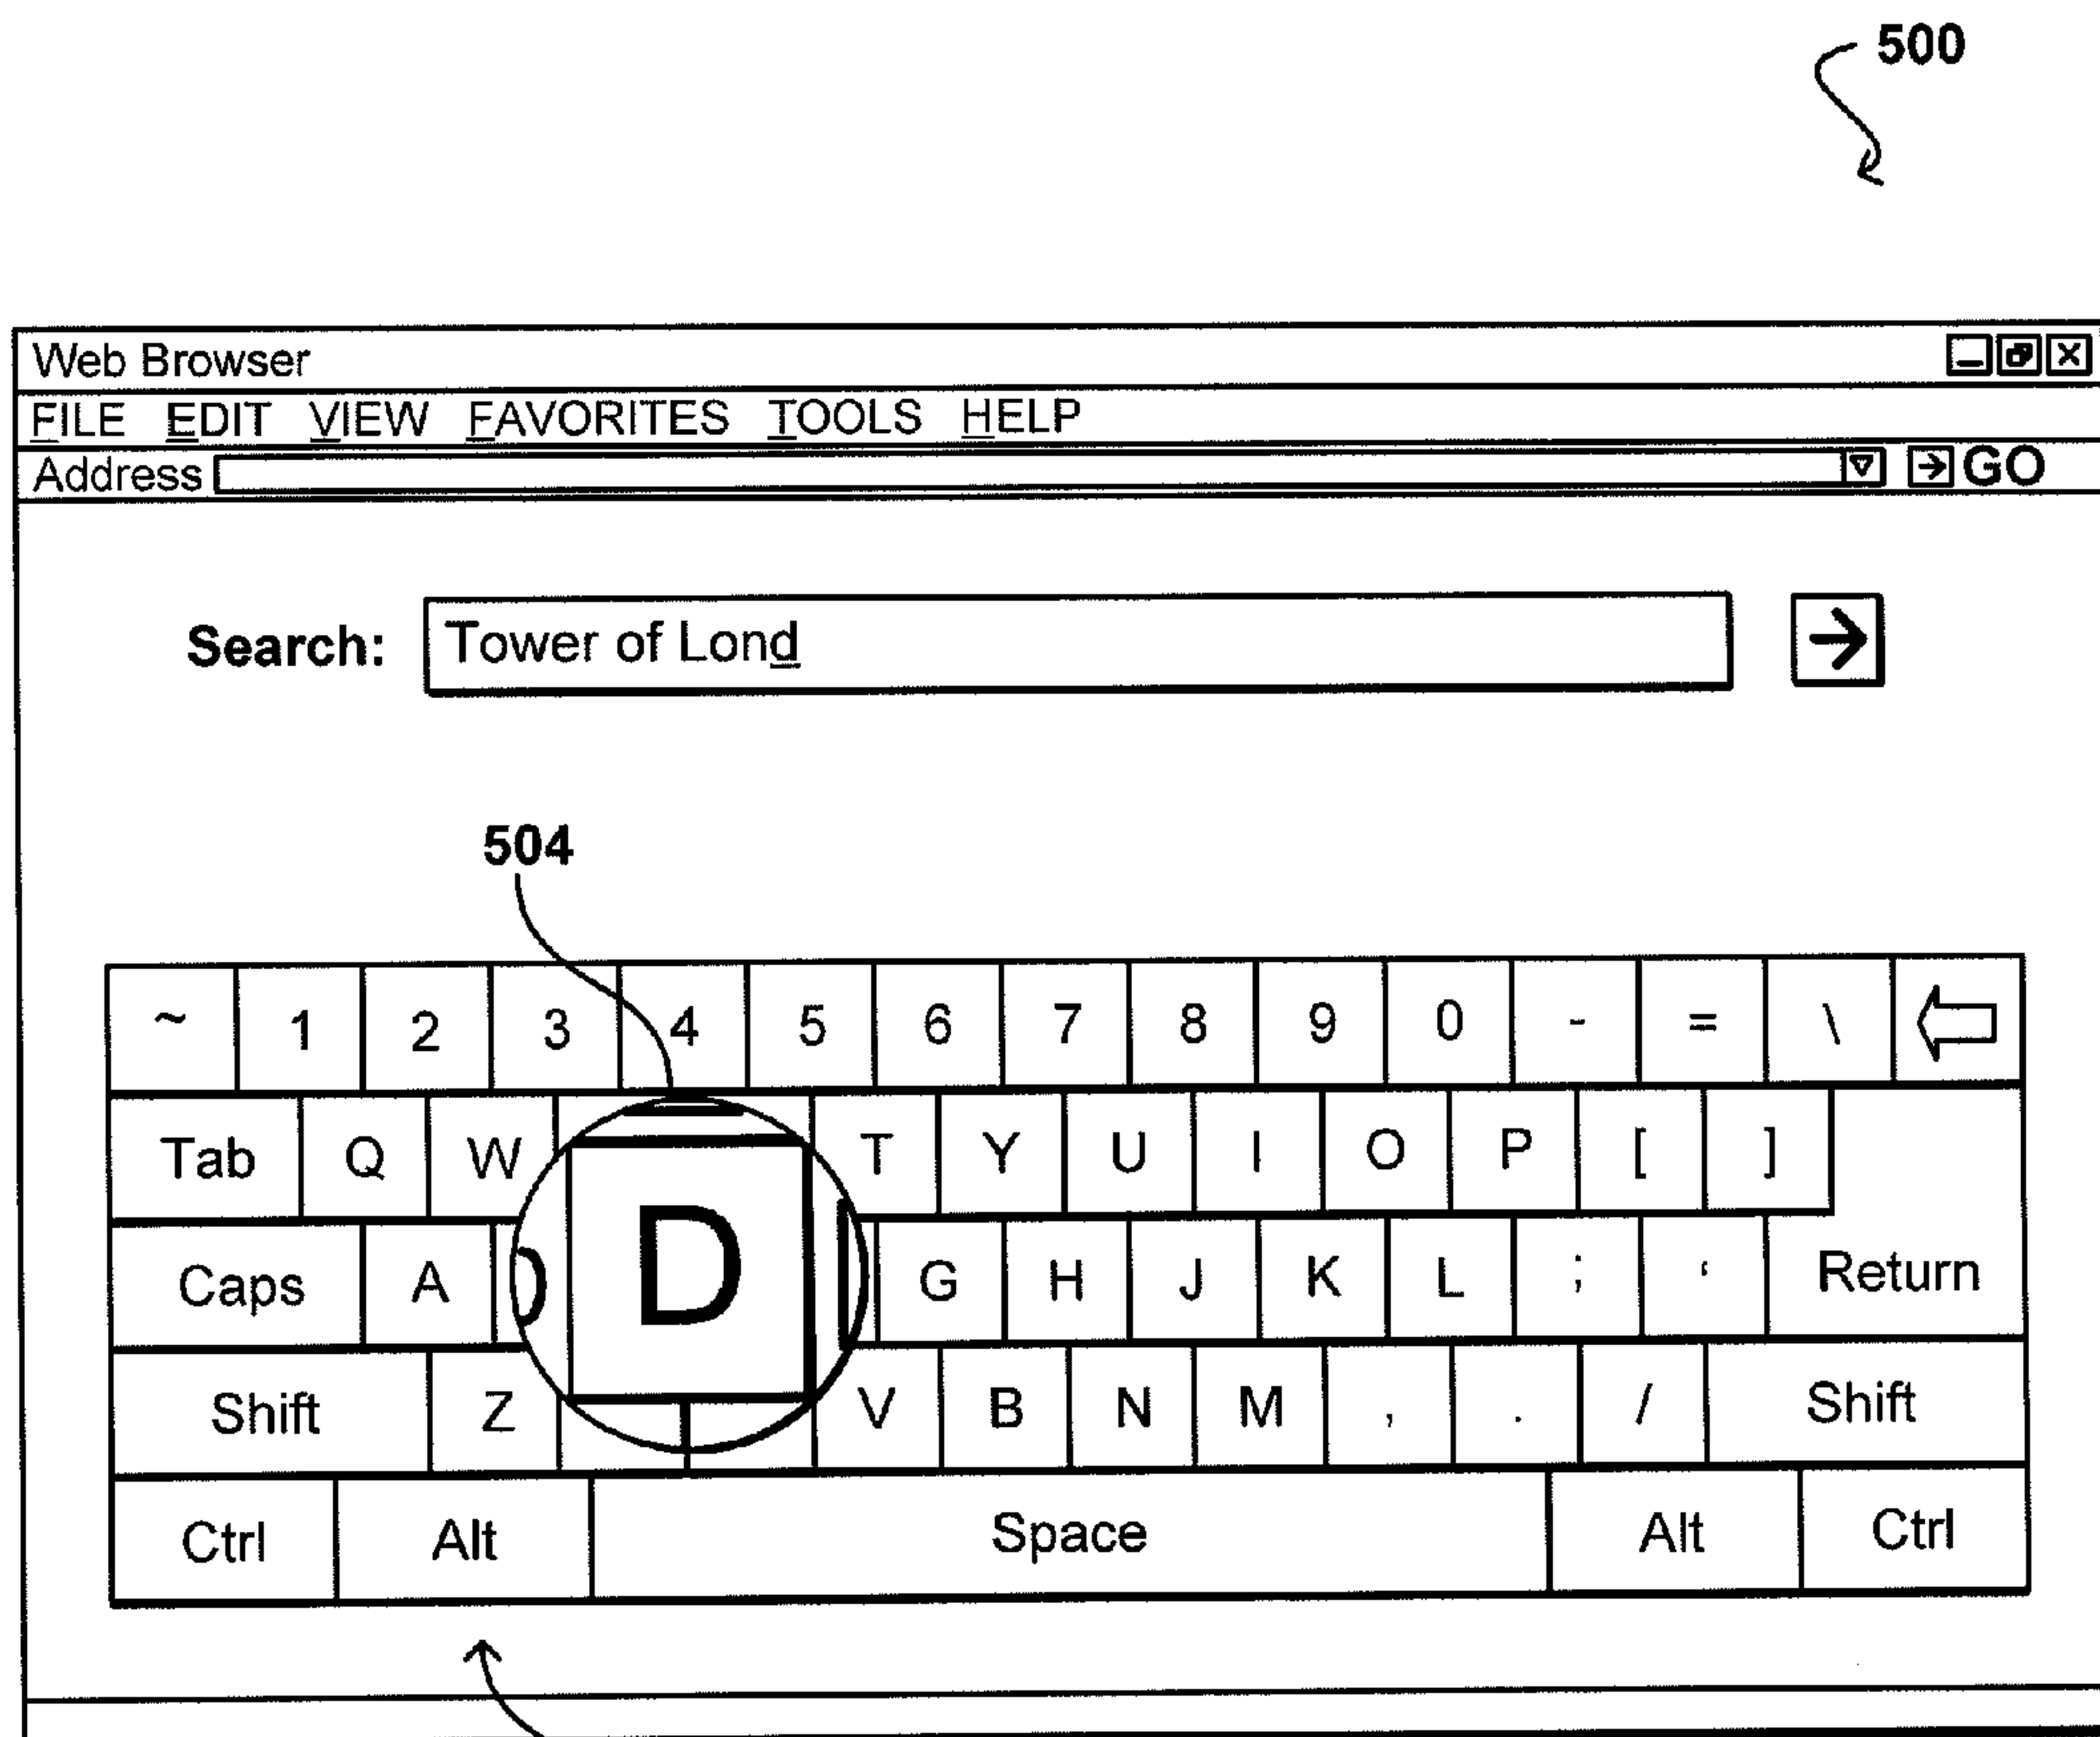 500
Web Browser
FILE EDIT VIEW FAVORITES TOOLS HELP
Address GO
Search: Tower of Lond
504
~ 1 2 3 4 5 6 7 8 9 0 - = \
Tab Q W T Y U I O P [ ]
Caps A D G H J K L ; ‘ Return
Shift Z V B N M , . / Shift
Ctrl Alt Space Alt Ctrl